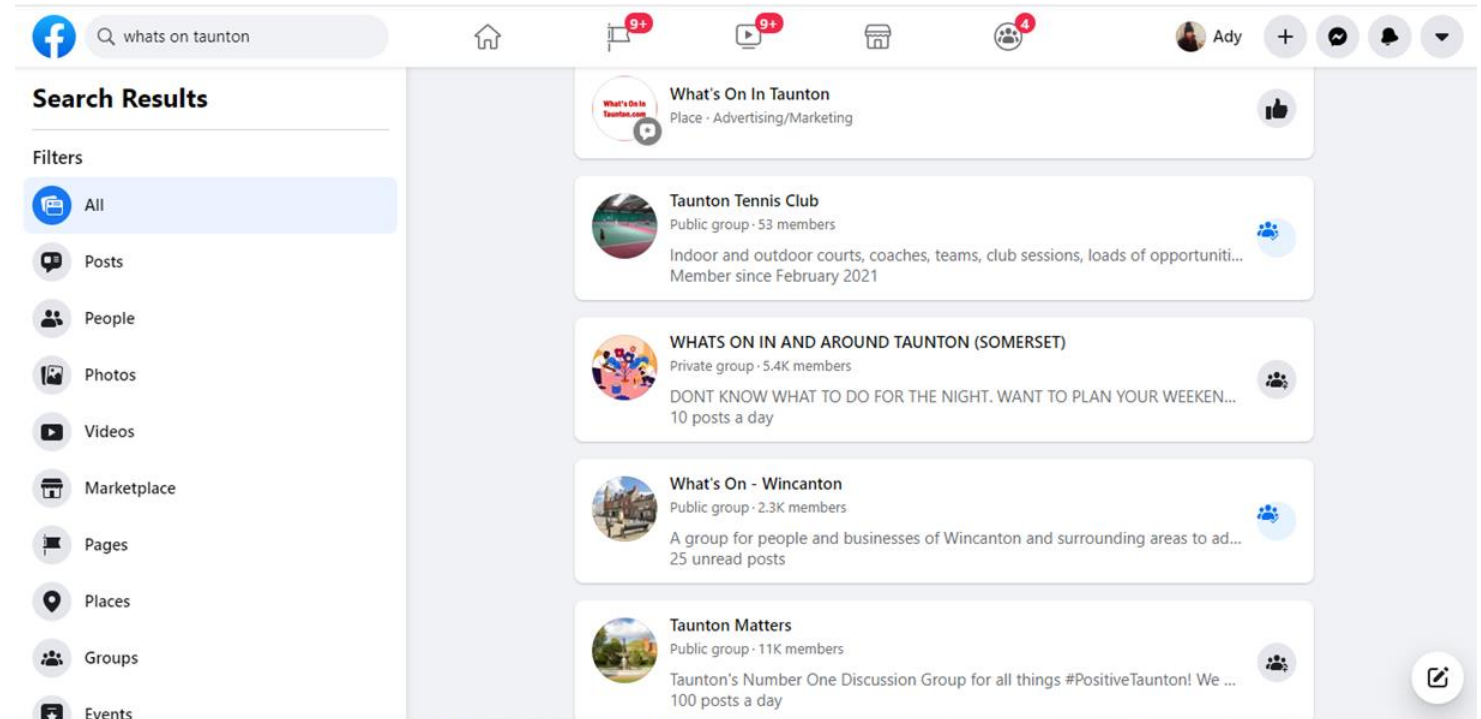 whats on taunton
9+
9+
4
Ady
Search Results
Filters
All
Posts
People
Photos
Videos
Marketplace
Pages
Places
Groups
Events
What's On In
Taunton.com
What's On In Taunton
Place · Advertising/Marketing
Taunton Tennis Club
Public group · 53 members
Indoor and outdoor courts, coaches, teams, club sessions, loads of opportuniti...
Member since February 2021
WHATS ON IN AND AROUND TAUNTON (SOMERSET)
Private group · 5.4K members
DONT KNOW WHAT TO DO FOR THE NIGHT. WANT TO PLAN YOUR WEEKEN...
10 posts a day
What's On - Wincanton
Public group · 2.3K members
A group for people and businesses of Wincanton and surrounding areas to ad...
25 unread posts
Taunton Matters
Public group · 11K members
Taunton's Number One Discussion Group for all things #PositiveTaunton! We ...
100 posts a day